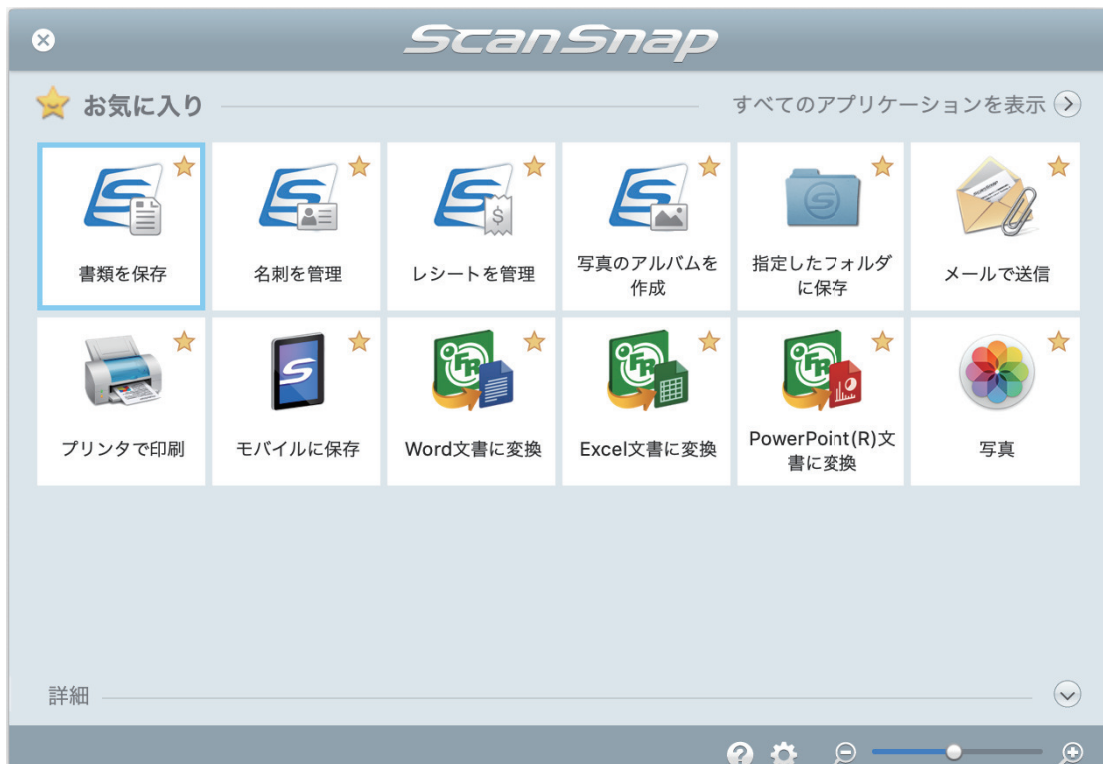 ScanSnap
お気に入り
すべてのアプリケーションを表示
書類を保存
名刺を管理
レシートを管理
写真のアルバムを
作成
指定したフォルダ
に保存
メールで送信
プリンタで印刷
モバイルに保存
Word文書に変換
Excel文書に変換
PowerPoint(R)文
書に変換
写真
詳細